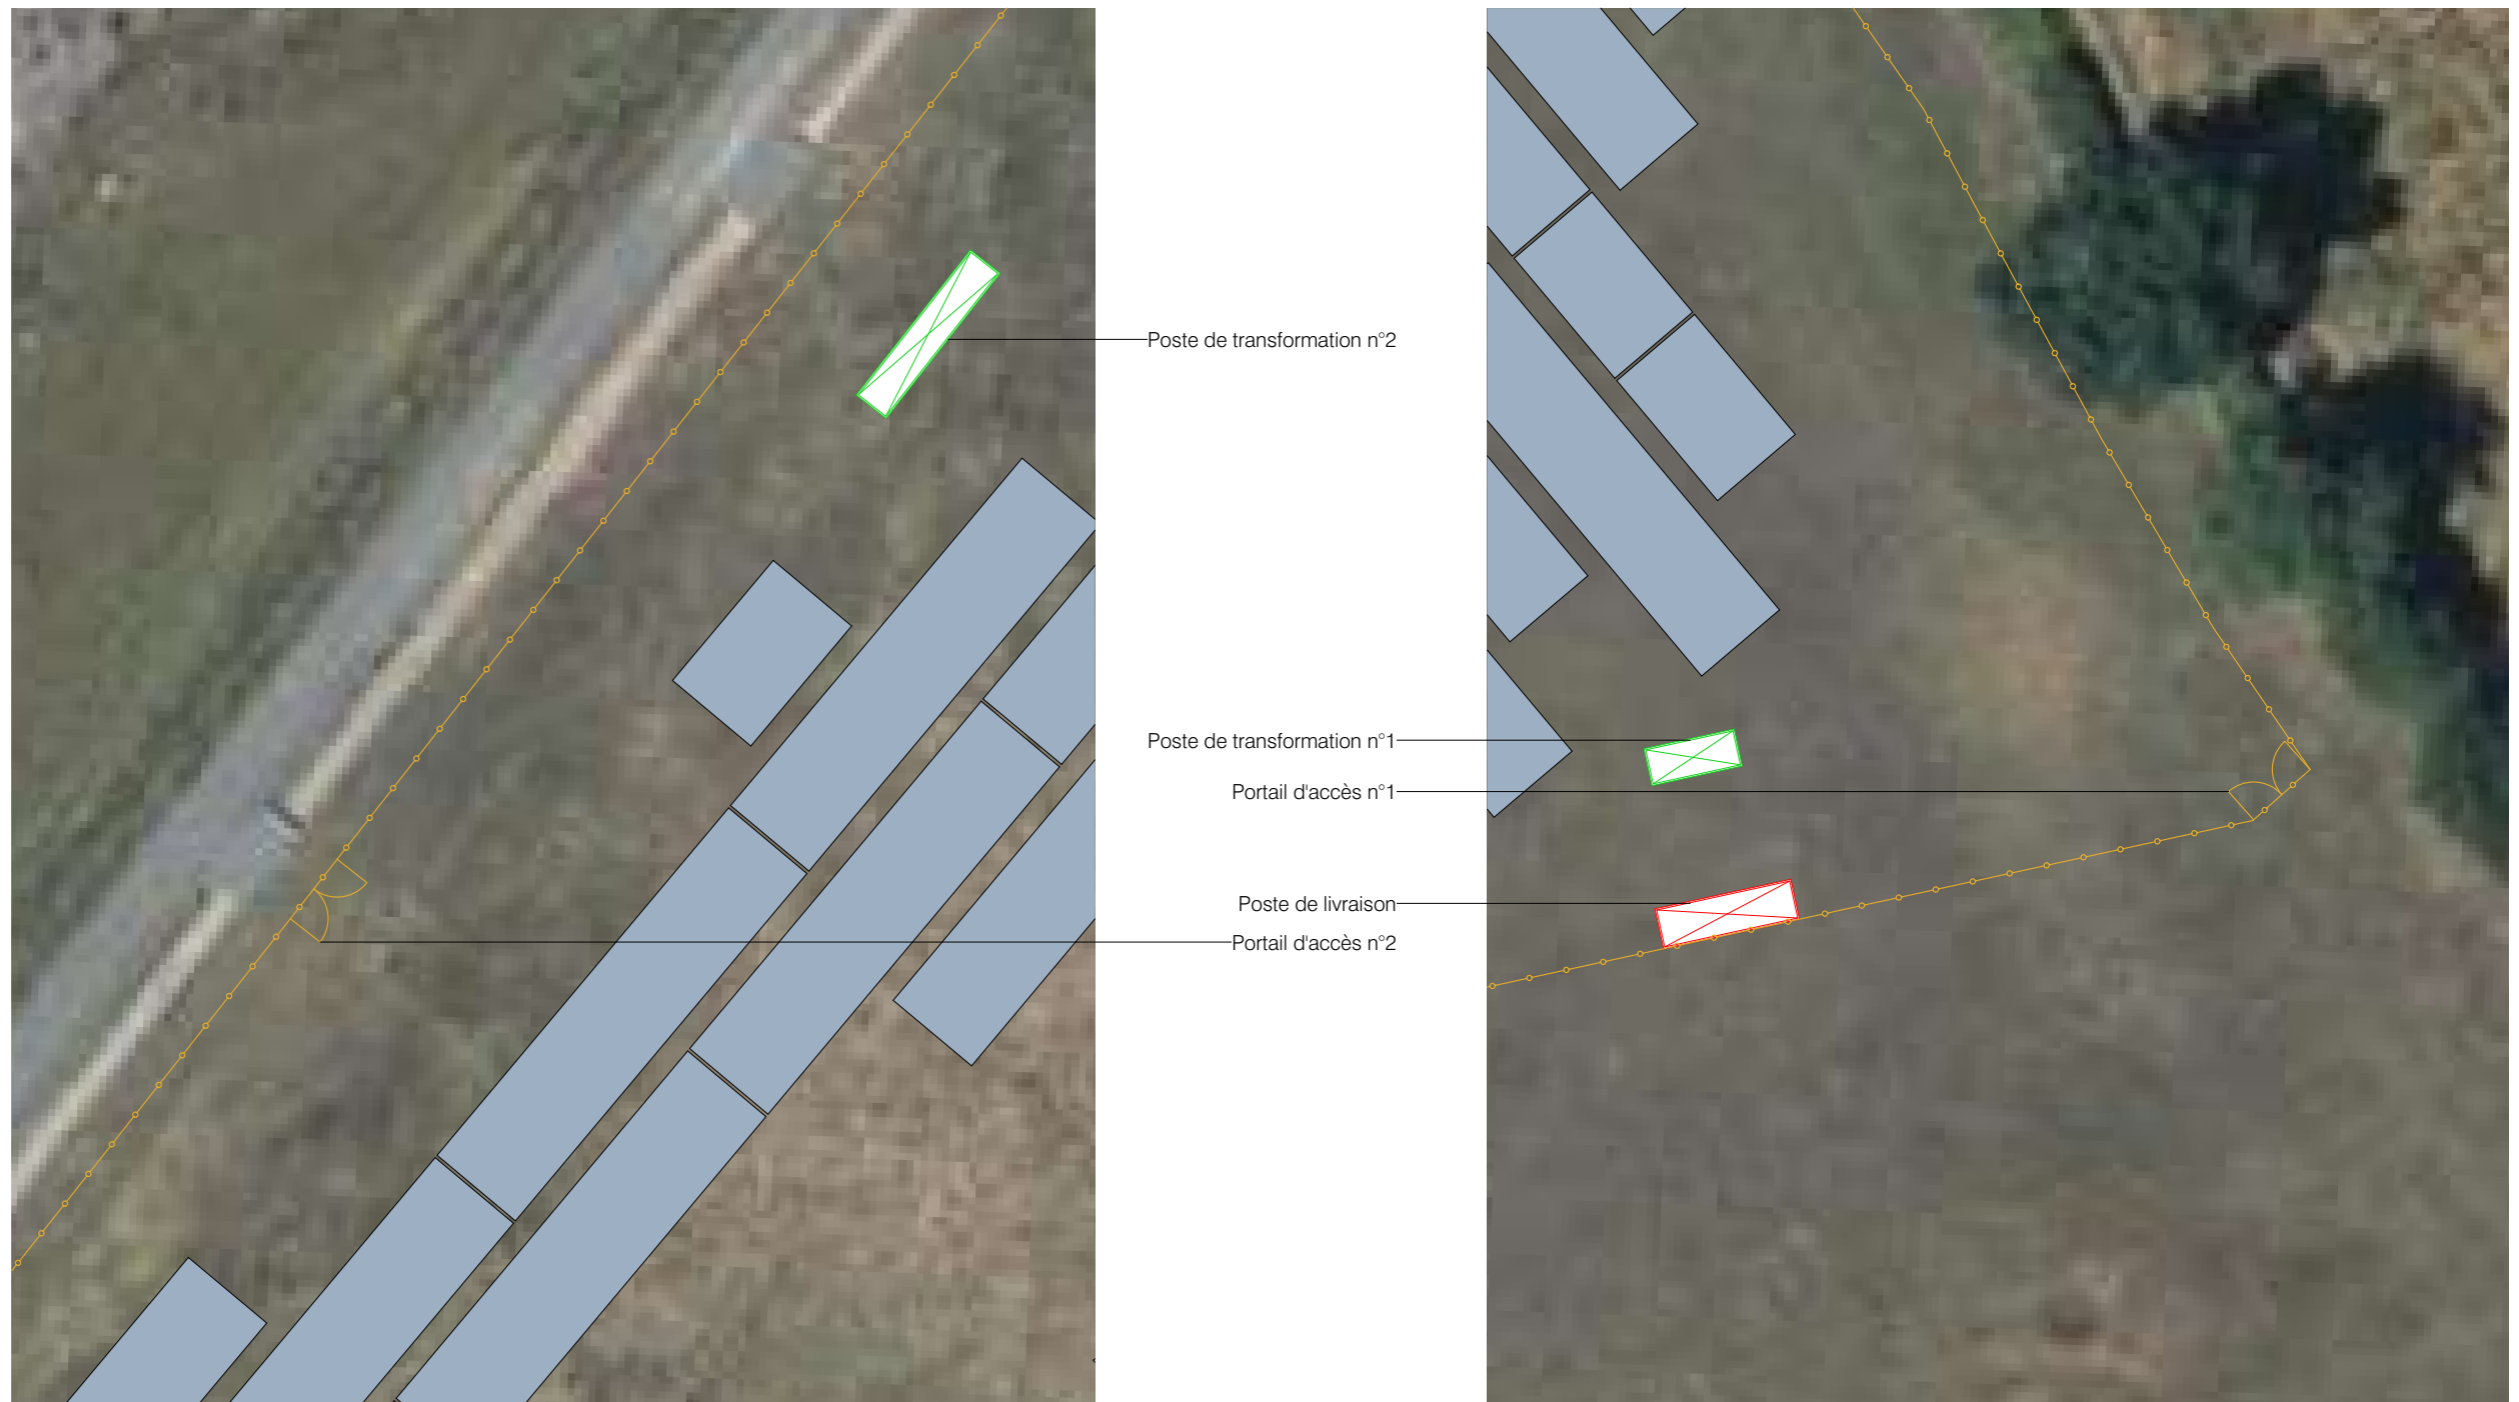 Poste de transformation n°2
Poste de transformation n°1
Portail d'accès n°1
Poste de livraison
Portail d'accès n°2